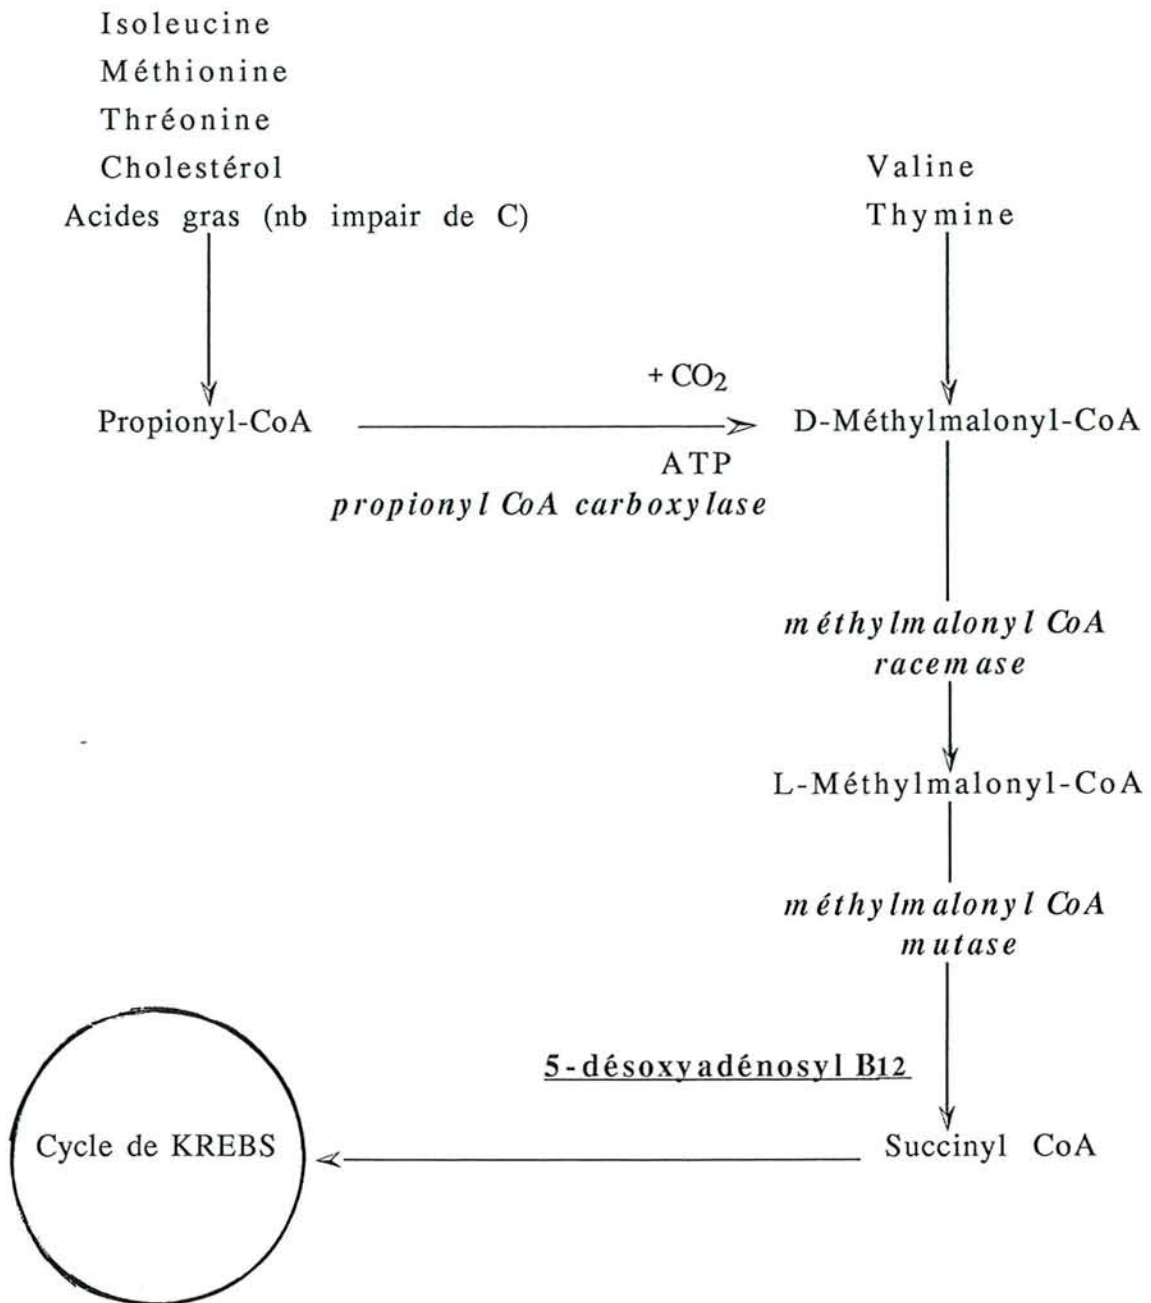 Isoleucine
Méthionine
Thréonine
Cholestérol
Acides gras (nb impair de C)
Valine
Thymine
+ CO2
Propionyl-CoA
D-Méthylmalonyl-CoA
ATP
propionyl CoA carboxylase
méthylmalonyl CoA
racemase
L-Méthylmalonyl-CoA
méthylmalonyl CoA
mutase
5-désoxyadénosyl B12
Cycle de KREBS
Succinyl CoA